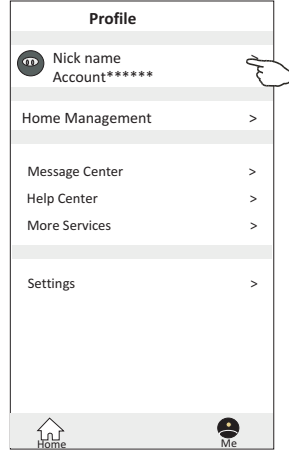 Profile
Nick name
Account******
Home Management >
Message Center >
Help Center >
More Services >
Settings >
Home Me